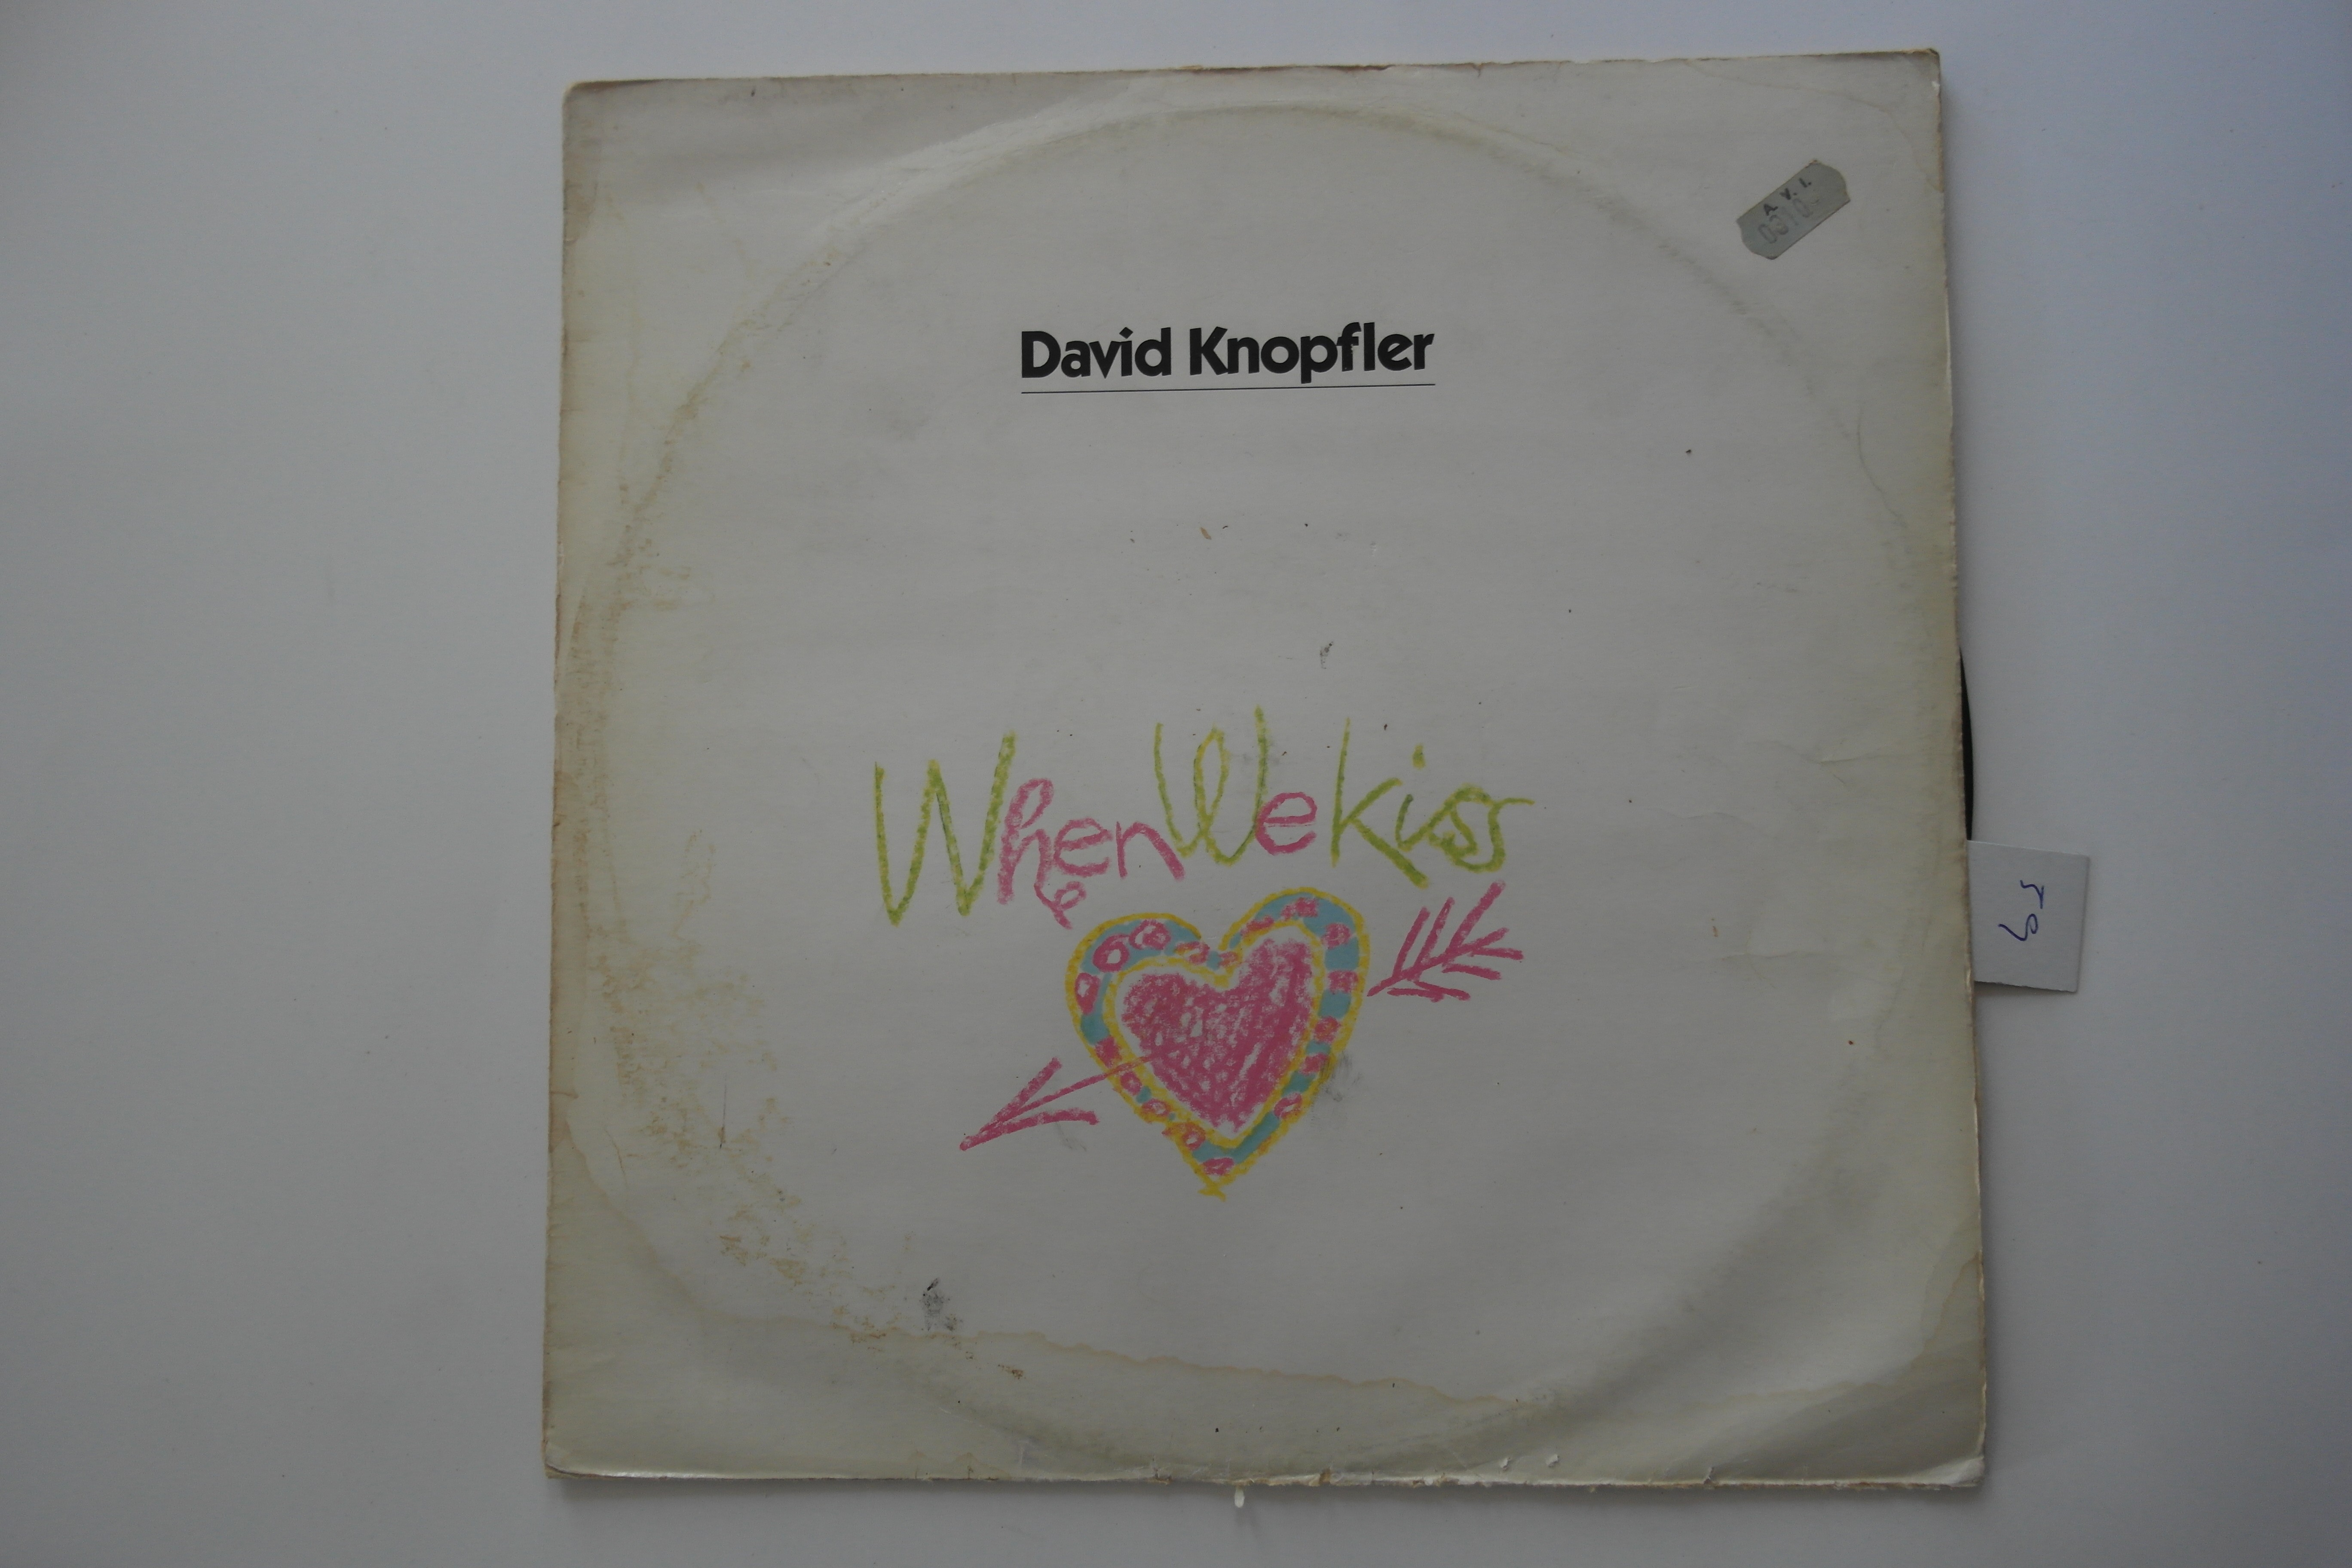 A. V. I.
David Knopfler
When We Kiss